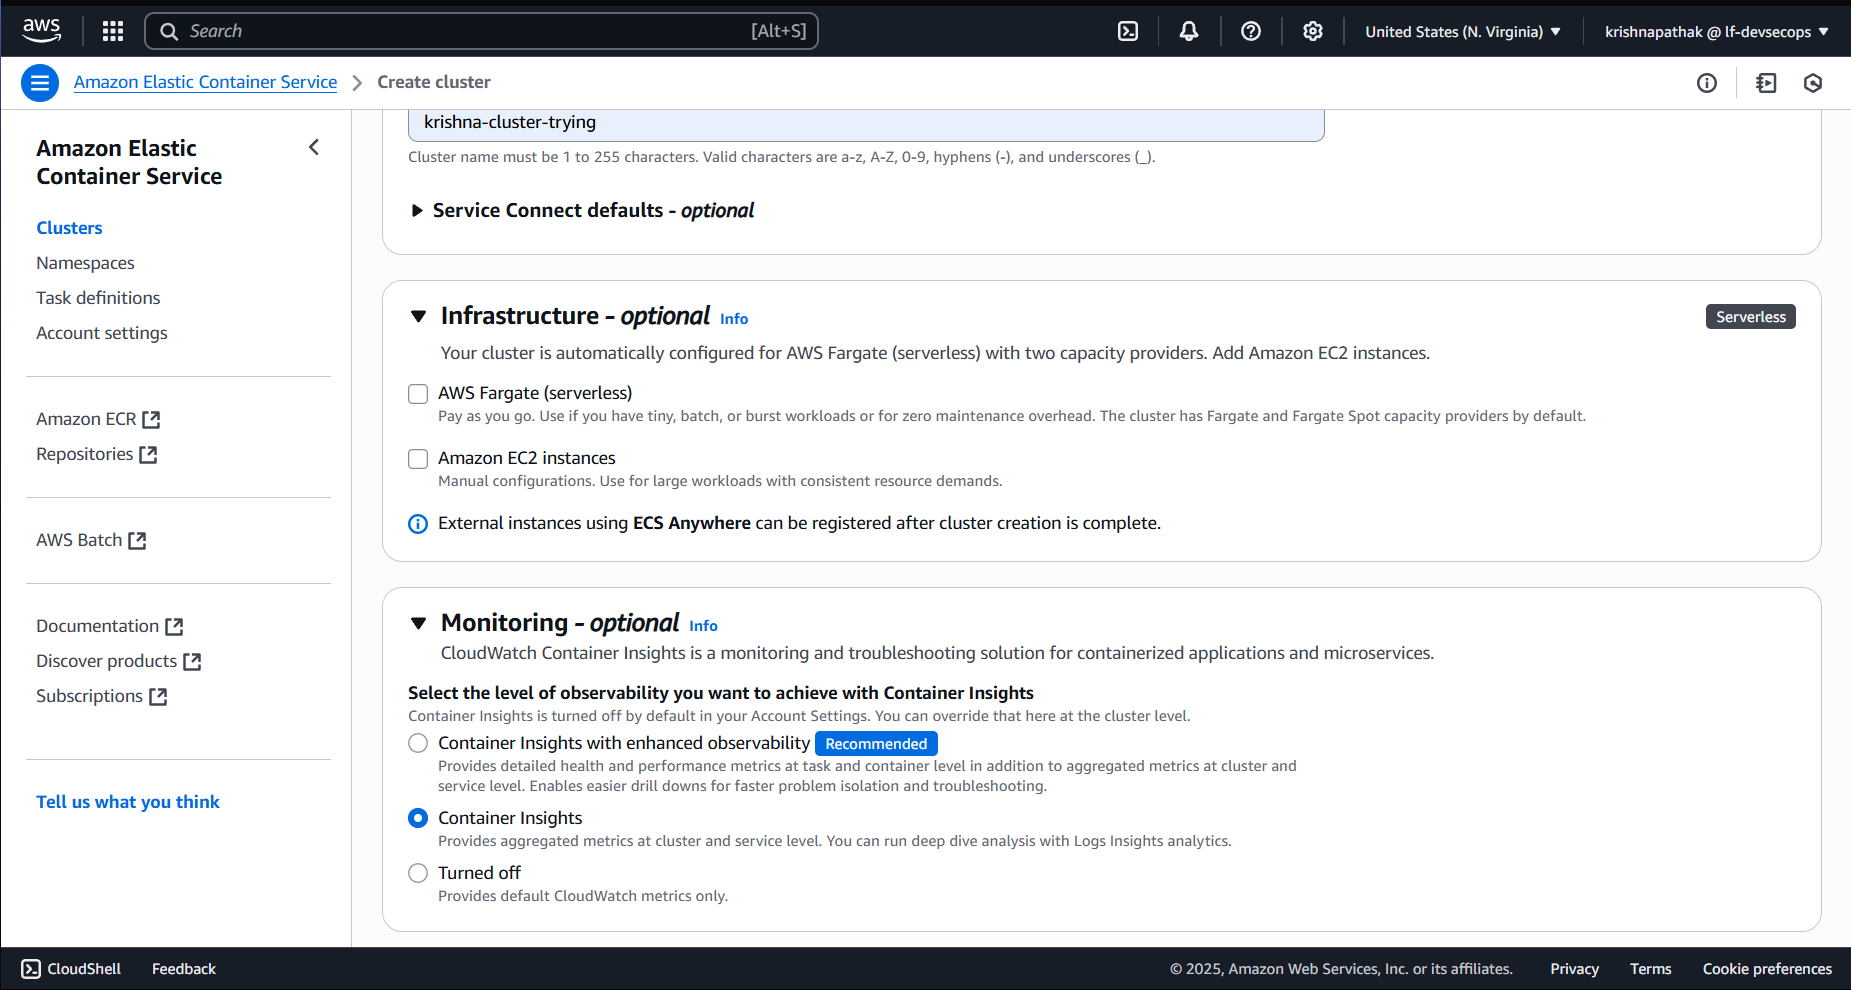 aws
Search
[Alt+S]
United States (N. Virginia)
krishnapathak @ lf-devsecops
Amazon Elastic Container Service
Create cluster
Amazon Elastic
Container Service
Clusters
Namespaces
Task definitions
Account settings
Amazon ECR
Repositories
AWS Batch
Documentation
Discover products
Subscriptions
Tell us what you think
krishna-cluster-trying
Cluster name must be 1 to 255 characters. Valid characters are a-z, A-Z, 0-9, hyphens (-), and underscores (_).
Service Connect defaults - optional
Infrastructure - optional Info
Serverless
Your cluster is automatically configured for AWS Fargate (serverless) with two capacity providers. Add Amazon EC2 instances.
AWS Fargate (serverless)
Pay as you go. Use if you have tiny, batch, or burst workloads or for zero maintenance overhead. The cluster has Fargate and Fargate Spot capacity providers by default.
Amazon EC2 instances
Manual configurations. Use for large workloads with consistent resource demands.
External instances using ECS Anywhere can be registered after cluster creation is complete.
Monitoring - optional Info
CloudWatch Container Insights is a monitoring and troubleshooting solution for containerized applications and microservices.
Select the level of observability you want to achieve with Container Insights
Container Insights is turned off by default in your Account Settings. You can override that here at the cluster level.
Container Insights with enhanced observability Recommended
Provides detailed health and performance metrics at task and container level in addition to aggregated metrics at cluster and
service level. Enables easier drill downs for faster problem isolation and troubleshooting.
Container Insights
Provides aggregated metrics at cluster and service level. You can run deep dive analysis with Logs Insights analytics.
Turned off
Provides default CloudWatch metrics only.
CloudShell
Feedback
© 2025, Amazon Web Services, Inc. or its affiliates.
Privacy
Terms
Cookie preferences